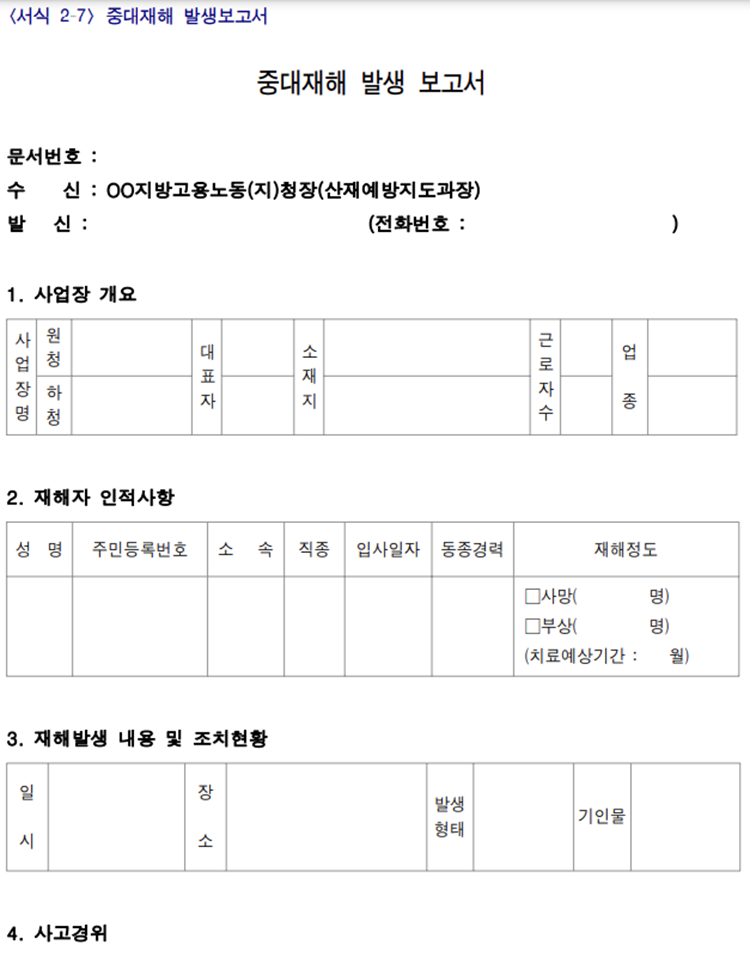 <서식 2-7> 중대재해 발생보고서
중대재해 발생 보고서
문서번호 :
수 신 : OO지방고용노동(지)청장(산재예방지도과장)
발 신 : (전화번호 : )
1. 사업장 개요
사업장명 원청 대표자 소재지 근로자수 업종
하청
2. 재해자 인적사항
성 명 주민등록번호 소 속 직종 입사일자 동종경력 재해정도
□사망( 명)
□부상( 명)
(치료예상기간 : 월)
3. 재해발생 내용 및 조치현황
일시 장소 발생형태 기인물
4. 사고경위